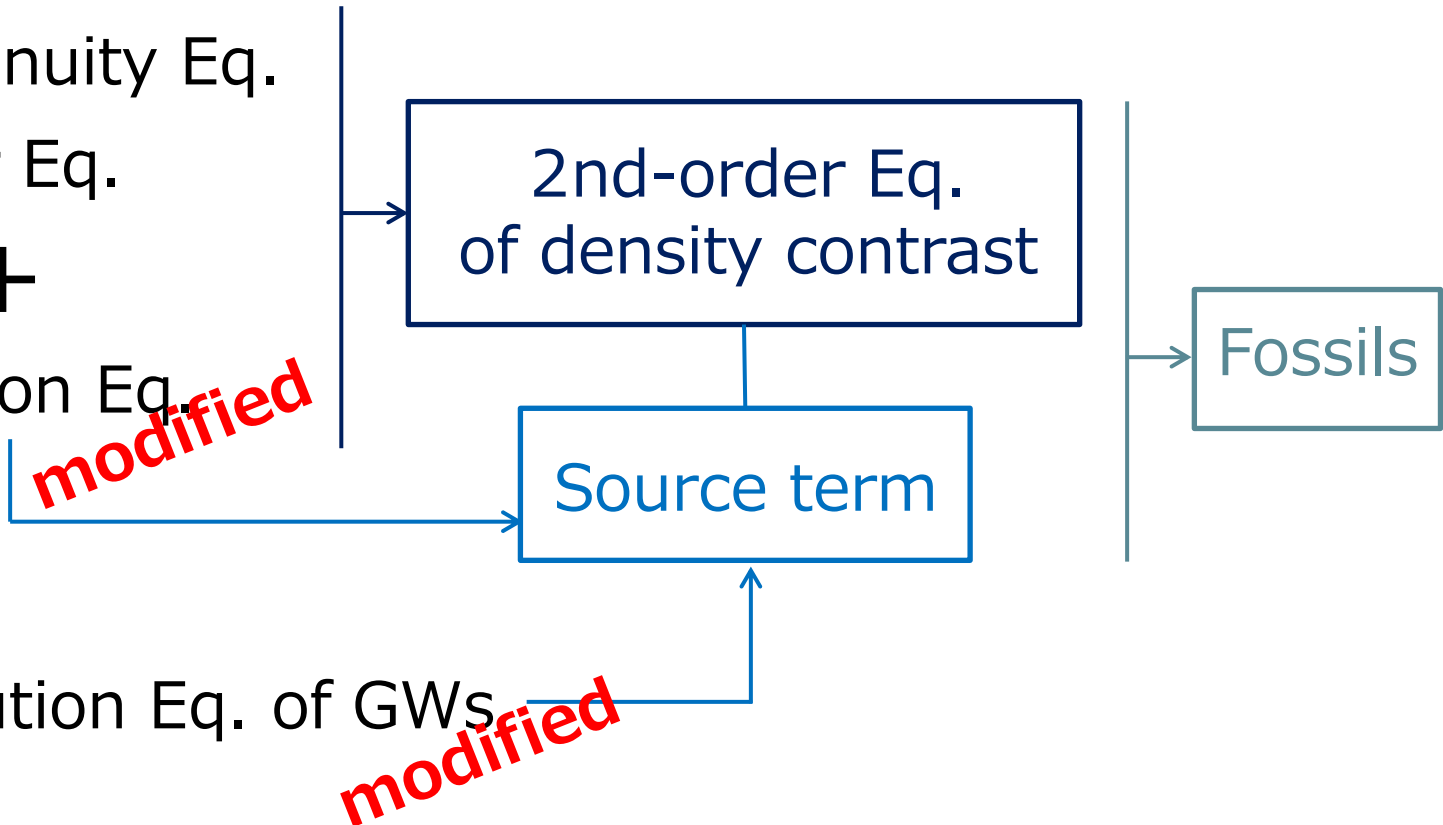 nuity Eq.
r Eq.
+
on Eq.
modified
2nd-order Eq.
of density contrast
Source term
Fossils
ution Eq. of GWs
modified